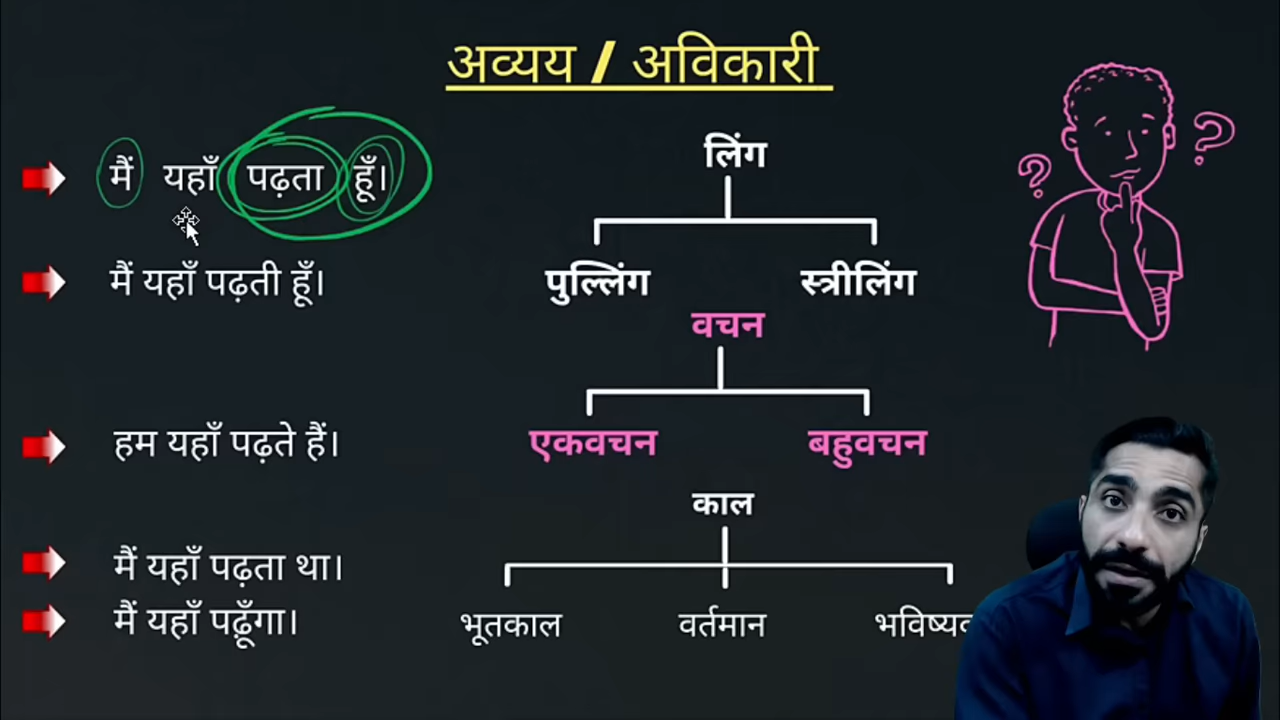 अव्यय / अविकारी
मैं यहाँ पढ़ता हूँ।
मैं यहाँ पढ़ती हूँ।
हम यहाँ पढ़ते हैं।
मैं यहाँ पढ़ता था।
मैं यहाँ पढ़ूँगा।
लिंग
पुल्लिंग स्त्रीलिंग
वचन
एकवचन बहुवचन
काल
भूतकाल वर्तमान
? ?